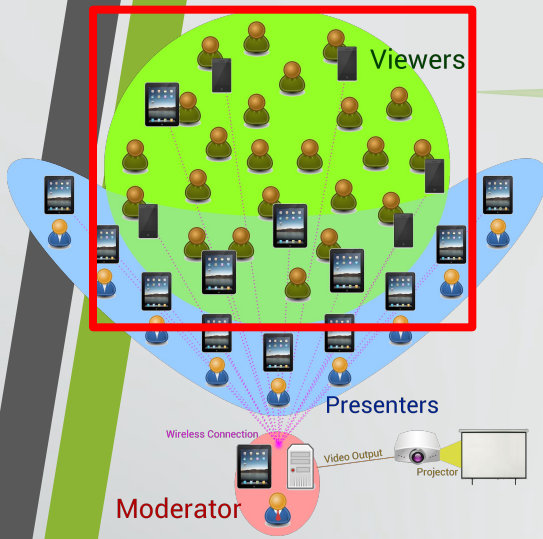 Viewers
Presenters
Wireless Connection
Video Output
Projector
Moderator